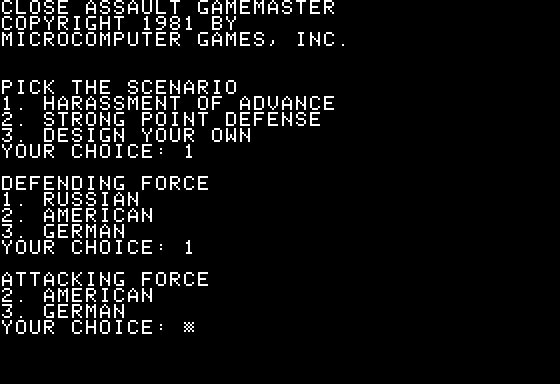 CLOSE ASSAULT GAMEMASTER
COPYRIGHT 1981 BY
MICROCOMPUTER GAMES, INC.
PICK THE SCENARIO
1. HARASSMENT OF ADVANCE
2. STRONG POINT DEFENSE
3. DESIGN YOUR OWN
YOUR CHOICE: 1
DEFENDING FORCE
1. RUSSIAN
2. AMERICAN
3. GERMAN
YOUR CHOICE: 1
ATTACKING FORCE
2. AMERICAN
3. GERMAN
YOUR CHOICE: